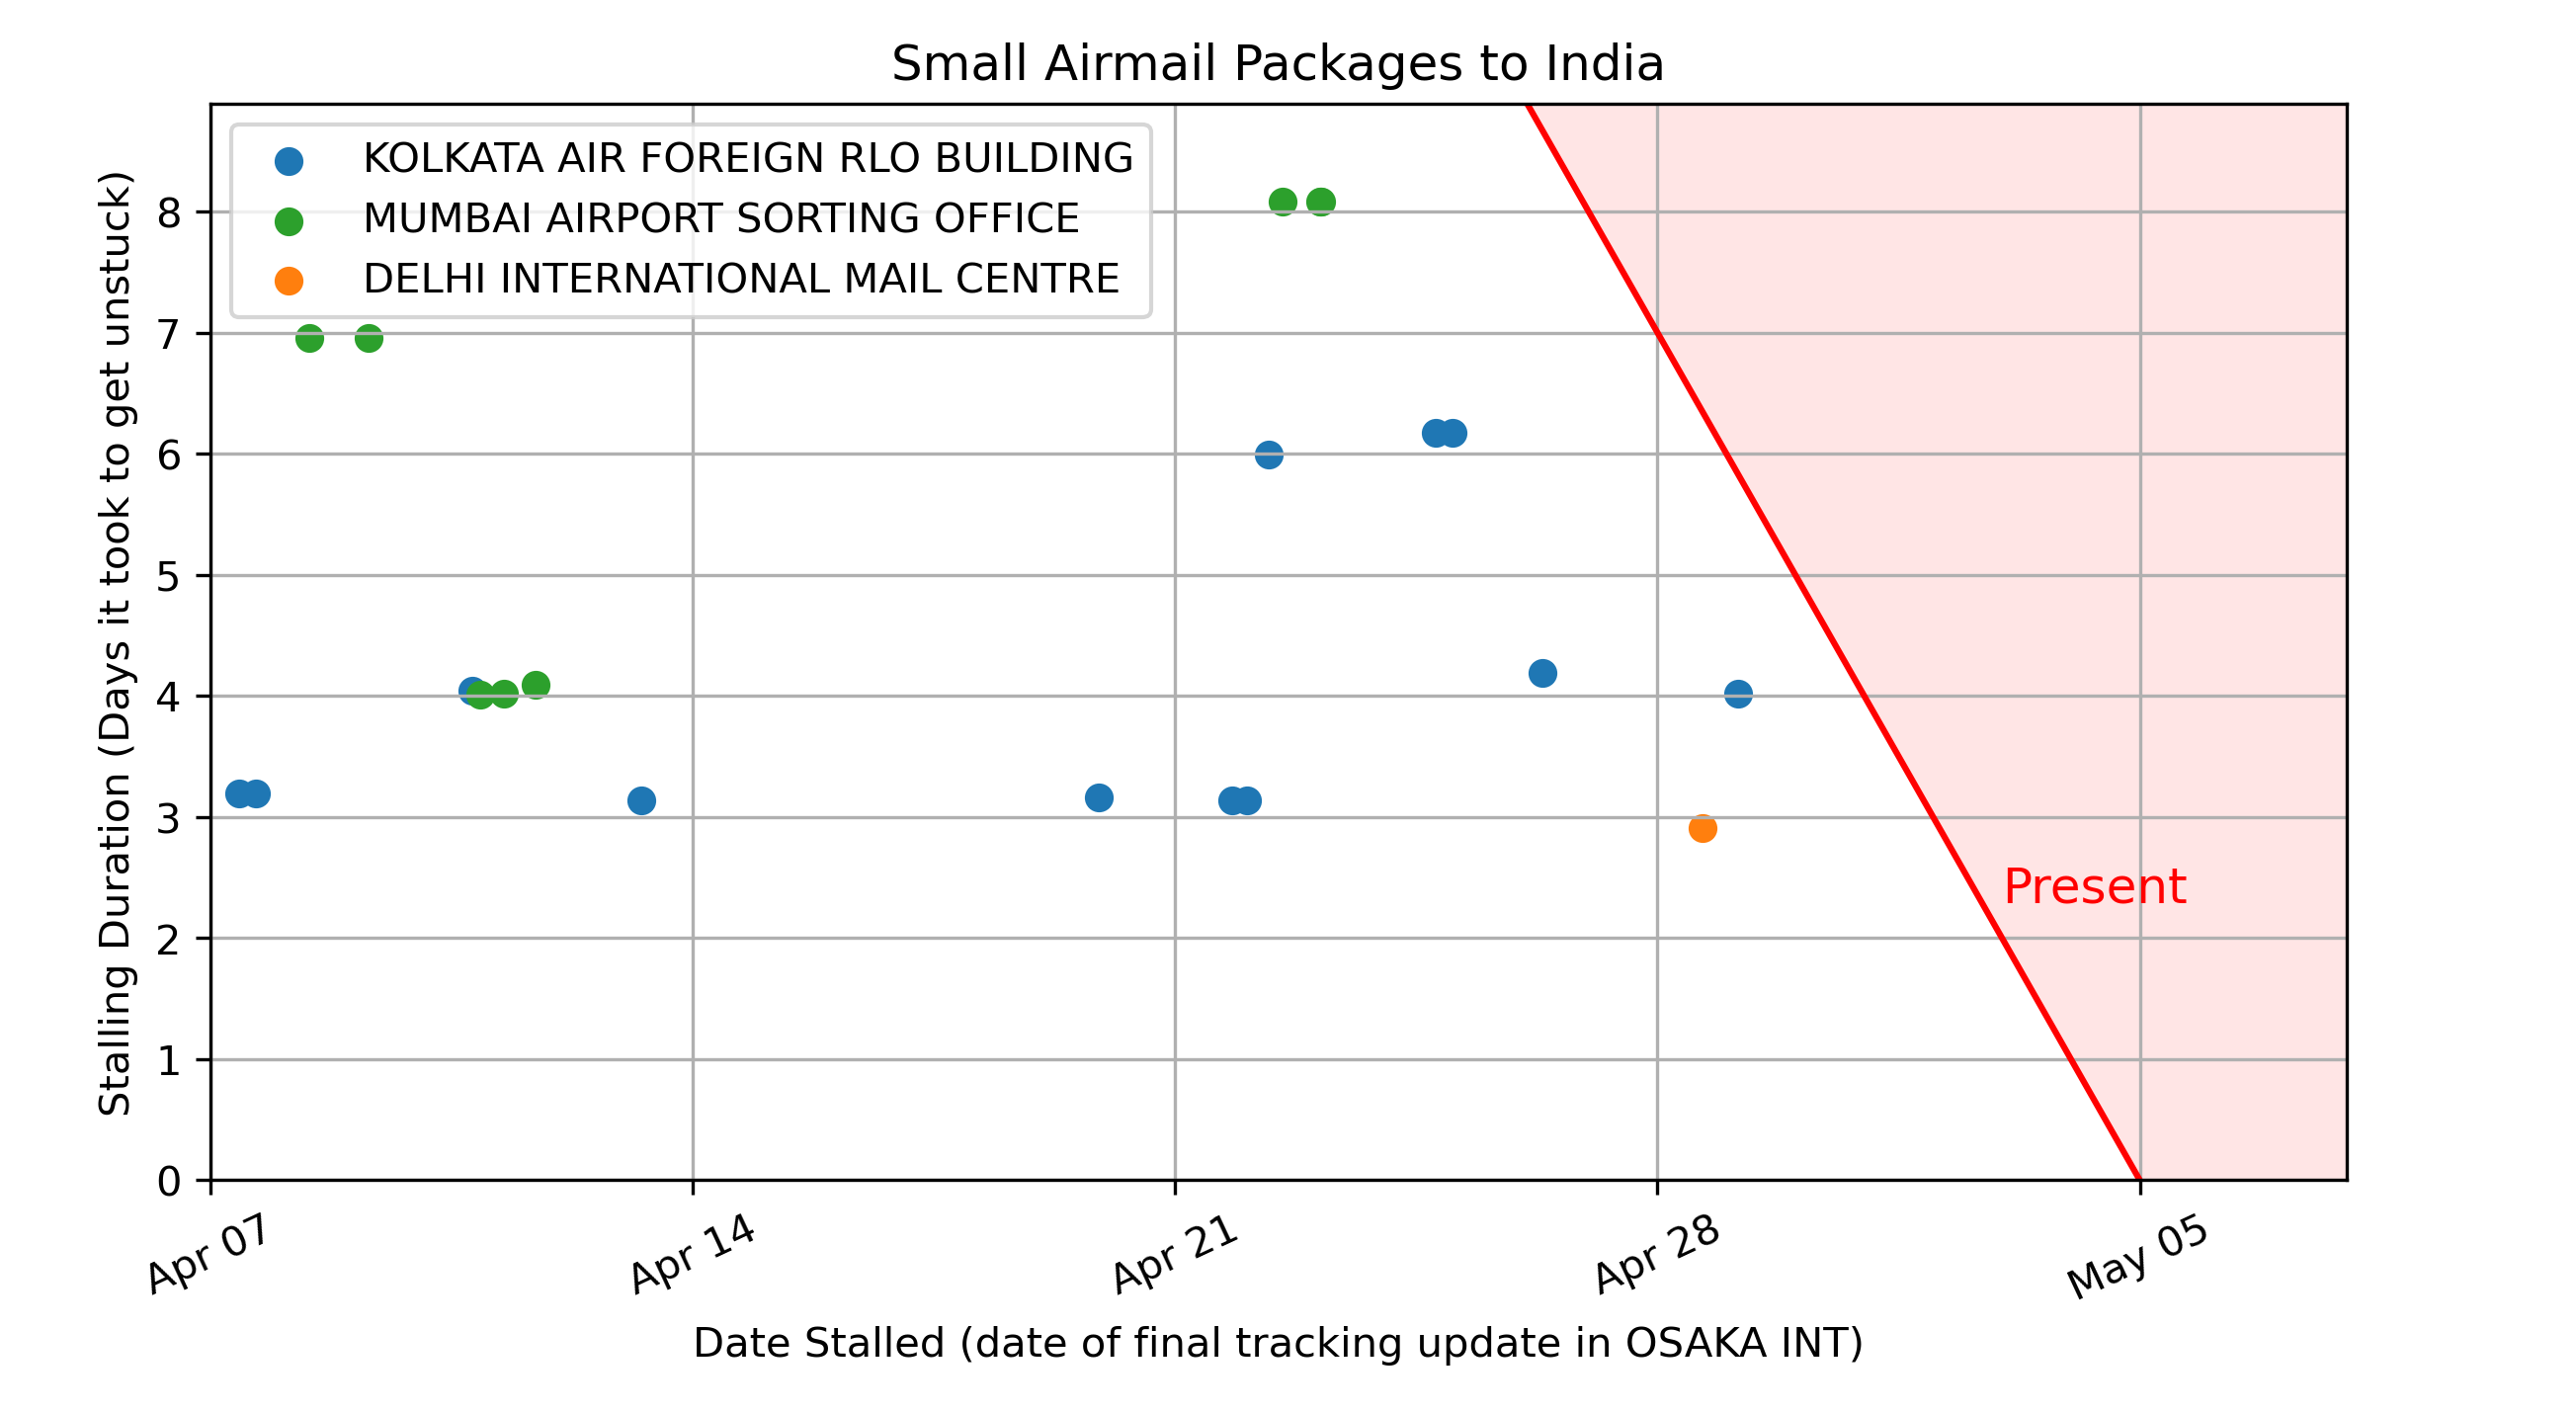 Small Airmail Packages to India
KOLKATA AIR FOREIGN RLO BUILDING
MUMBAI AIRPORT SORTING OFFICE
DELHI INTERNATIONAL MAIL CENTRE
Stalling Duration (Days it took to get unstuck)
8
7
6
5
4
3
2
1
0
Present
Apr 07
Apr 14
Apr 21
Apr 28
May 05
Date Stalled (date of final tracking update in OSAKA INT)